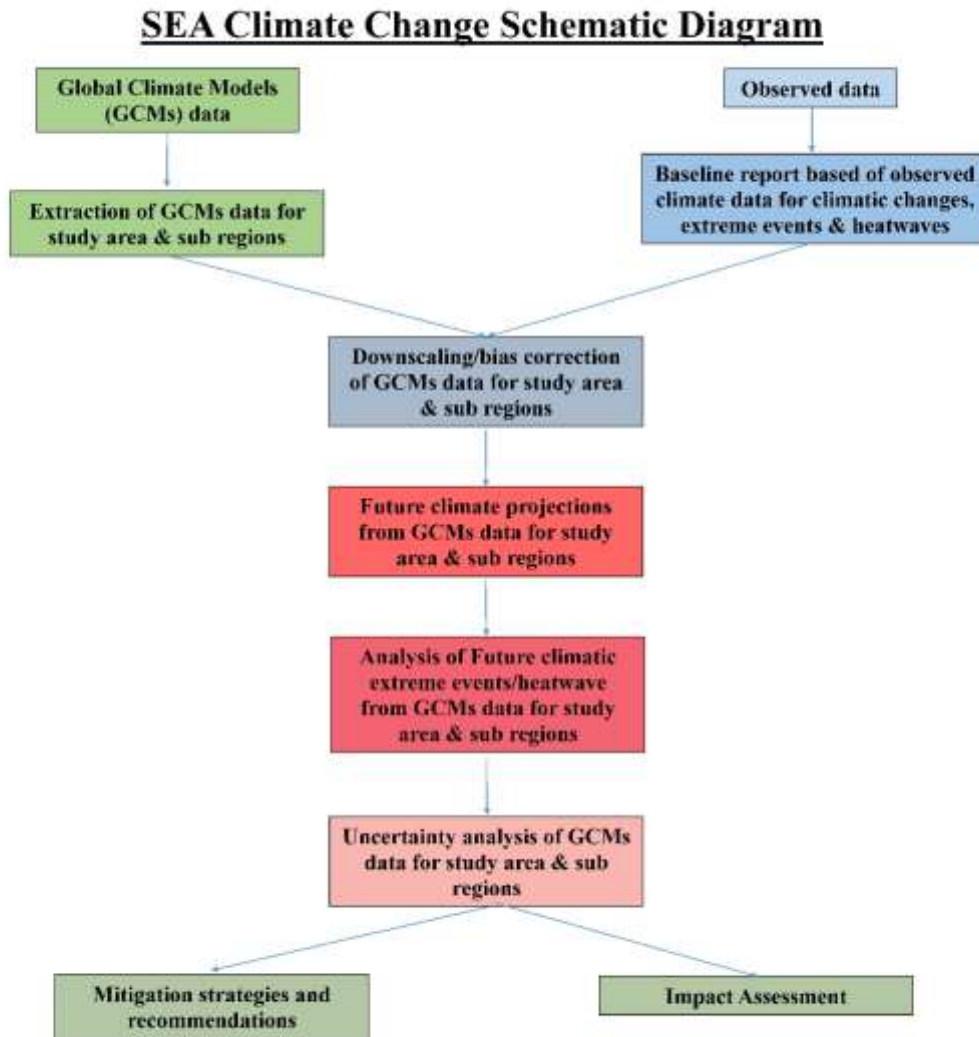 SEA Climate Change Schematic Diagram
Global Climate Models
(GCMs) data
Observed data
Extraction of GCMs data for
study area & sub regions
Baseline report based of observed
climate data for climatic changes,
extreme events & heatwaves
Downscaling/bias correction
of GCMs data for study area
& sub regions
Future climate projections
from GCMs data for study
area & sub regions
Analysis of Future climatic
extreme events/heatwave
from GCMs data for study
area & sub regions
Uncertainty analysis of GCMs
data for study area & sub
regions
Mitigation strategies and
recommendations
Impact Assessment